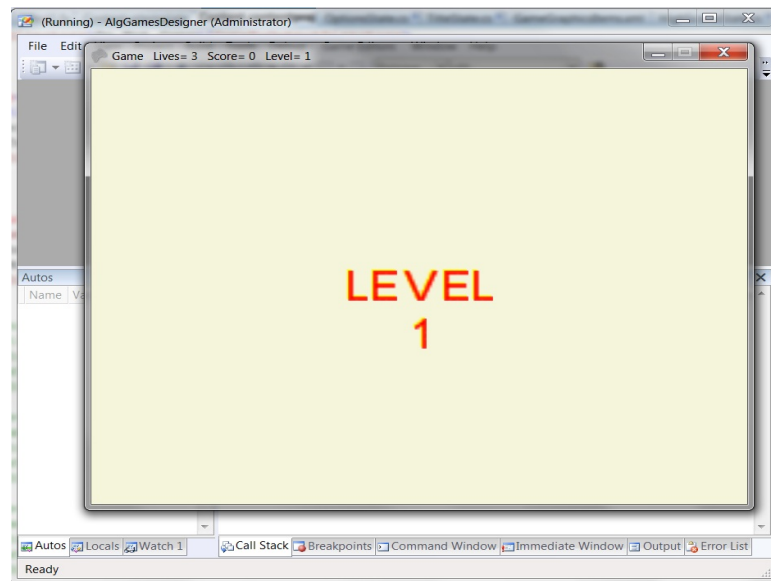 (Running) - AlgGamesDesigner (Administrator)
File Edit
Game Lives= 3 Score= 0 Level= 1
LEVEL
1
Autos
Name
Autos Locals Watch 1 Call Stack Breakpoints Command Window Immediate Window Output Error List
Ready